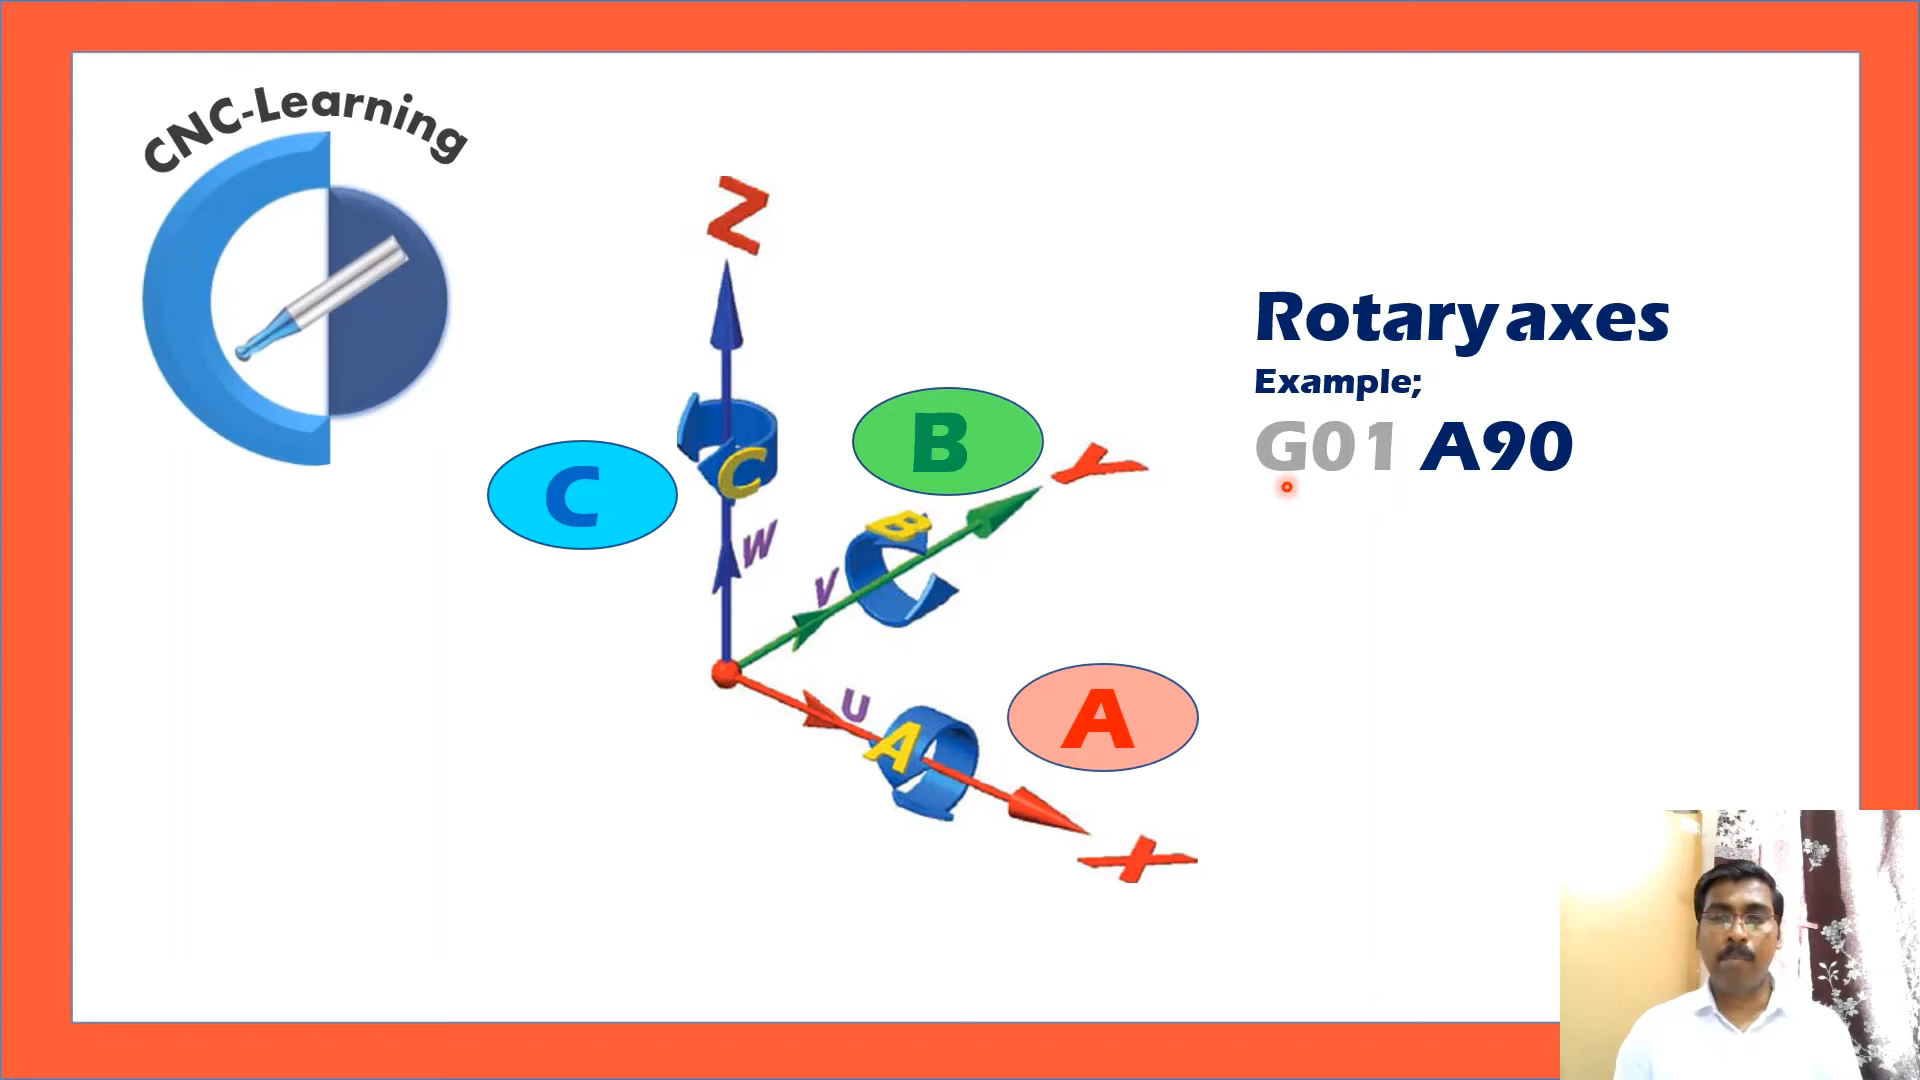 CNC-Learning
Z
C
C
B
Y
B
W
V
U
A
A
X
Rotary axes
Example;
G01 A90